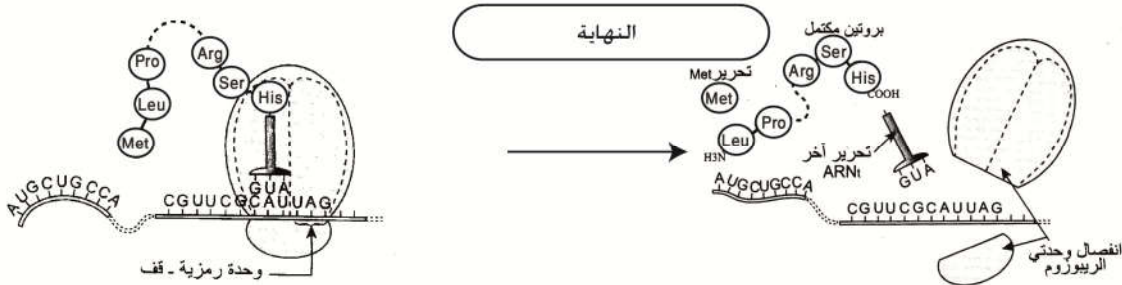 النهاية
Pro
Arg
Ser
His
Leu
Met
GUA
AUGCUGCCA
CGUUCGCAUUAG
وحدة رمزية - قف
بروتين مكتمل
تحرير Met
Met
Leu
Pro
Arg
Ser
His
COOH
H3N
تحرير آخر
ARNt
GUA
AUGCUGCCA
CGUUCGCAUUAG
انفصال وحدتي
الريبوزوم